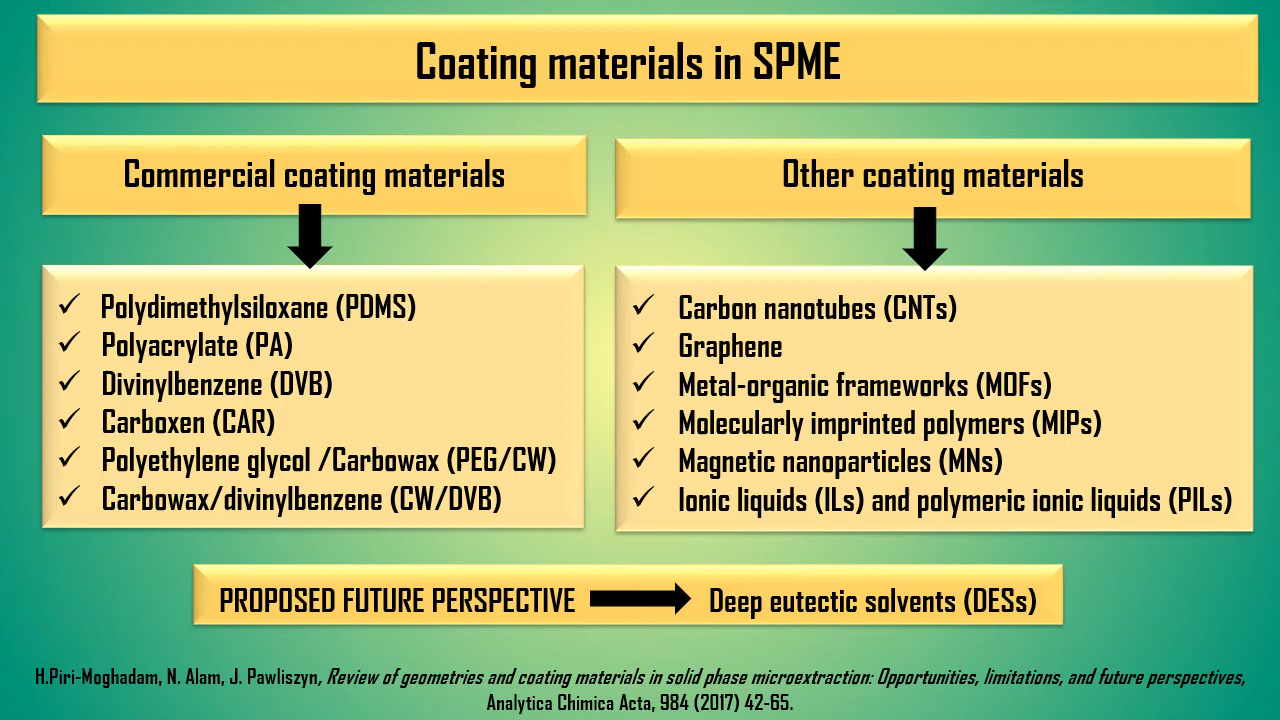 Coating materials in SPME
Commercial coating materials
Polydimethylsiloxane (PDMS)
Polyacrylate (PA)
Divinylbenzene (DVB)
Carboxen (CAR)
Polyethylene glycol /Carbowax (PEG/CW)
Carbowax/divinylbenzene (CW/DVB)
Other coating materials
Carbon nanotubes (CNTs)
Graphene
Metal-organic frameworks (MOFs)
Molecularly imprinted polymers (MIPs)
Magnetic nanoparticles (MNs)
Ionic liquids (ILs) and polymeric ionic liquids (PILs)
PROPOSED FUTURE PERSPECTIVE Deep eutectic solvents (DESs)
H.Piri-Moghadam, N. Alam, J. Pawliszyn, Review of geometries and coating materials in solid phase microextraction: Opportunities, limitations, and future perspectives,
Analytica Chimica Acta, 984 (2017) 42-65.